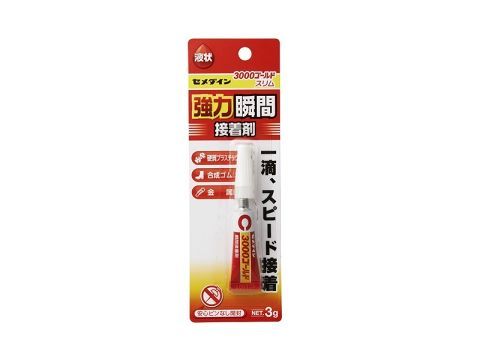 液状
セメダイン
3000ゴールド
スリム
強力瞬間
接着剤
硬質プラスチック
合成ゴム
金 属
一滴、スピード接着
C
3000ゴールド
安心ピンなし開封
NET. 3g